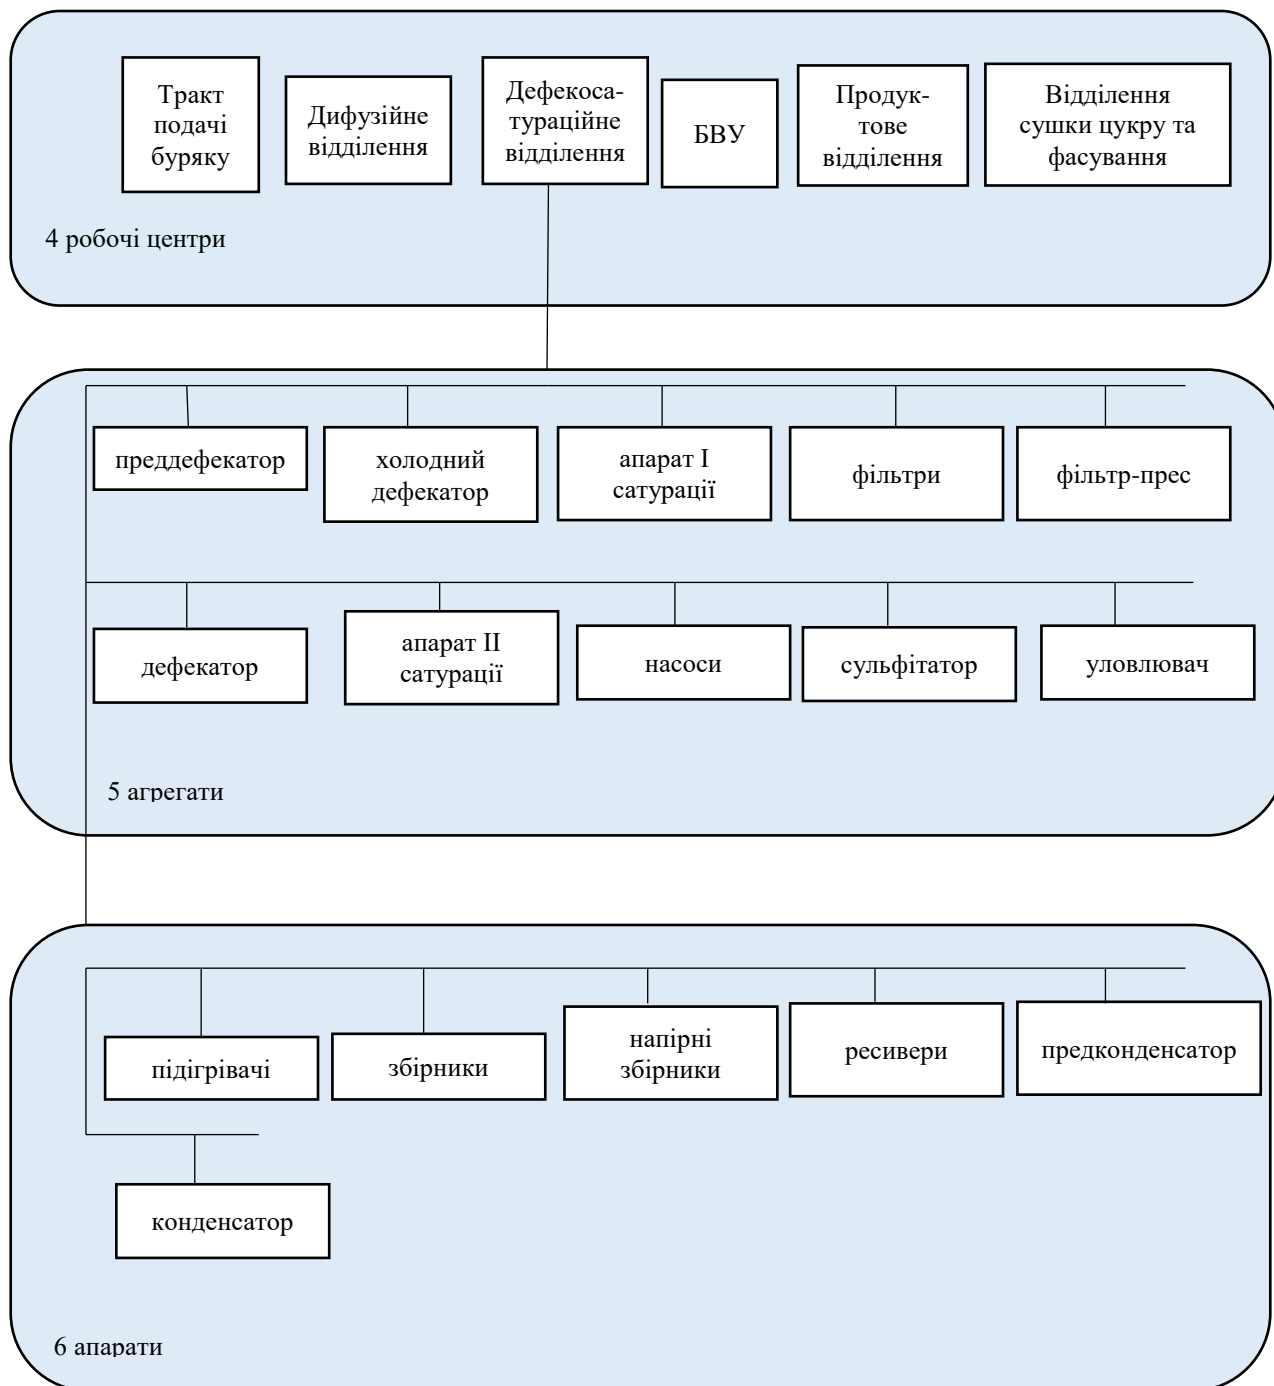 Тракт
подачі
буряку
Дифузійне
відділення
Дефекоса-
тураційне
відділення
БВУ
Продук-
тове
відділення
Відділення
сушки цукру та
фасування
4 робочі центри
преддефекатор
холодний
дефекатор
апарат І
сатурації
фільтри
фільтр-прес
дефекатор
апарат ІІ
сатурації
насоси
сульфітатор
уловлювач
5 агрегати
підігрівачі
збірники
напірні
збірники
ресивери
предконденсатор
конденсатор
6 апарати